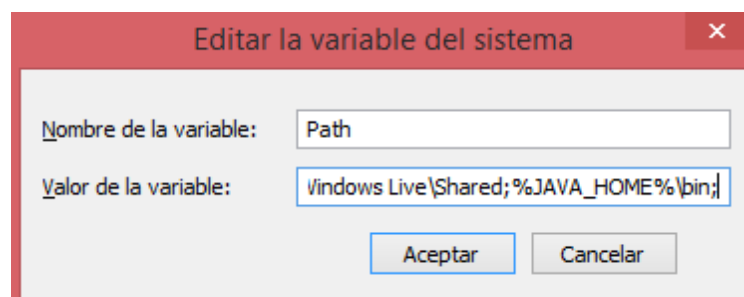 Editar la variable del sistema
Nombre de la variable: Path
Valor de la variable: Windows Live\Shared;%JAVA_HOME%\bin;
Aceptar Cancelar